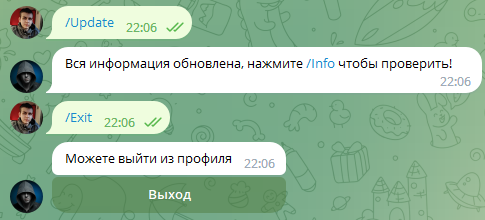 /Update 22:06
Вся информация обновлена, нажмите /Info чтобы проверить!
22:06
/Exit 22:06
Можете выйти из профиля 22:06
Выход